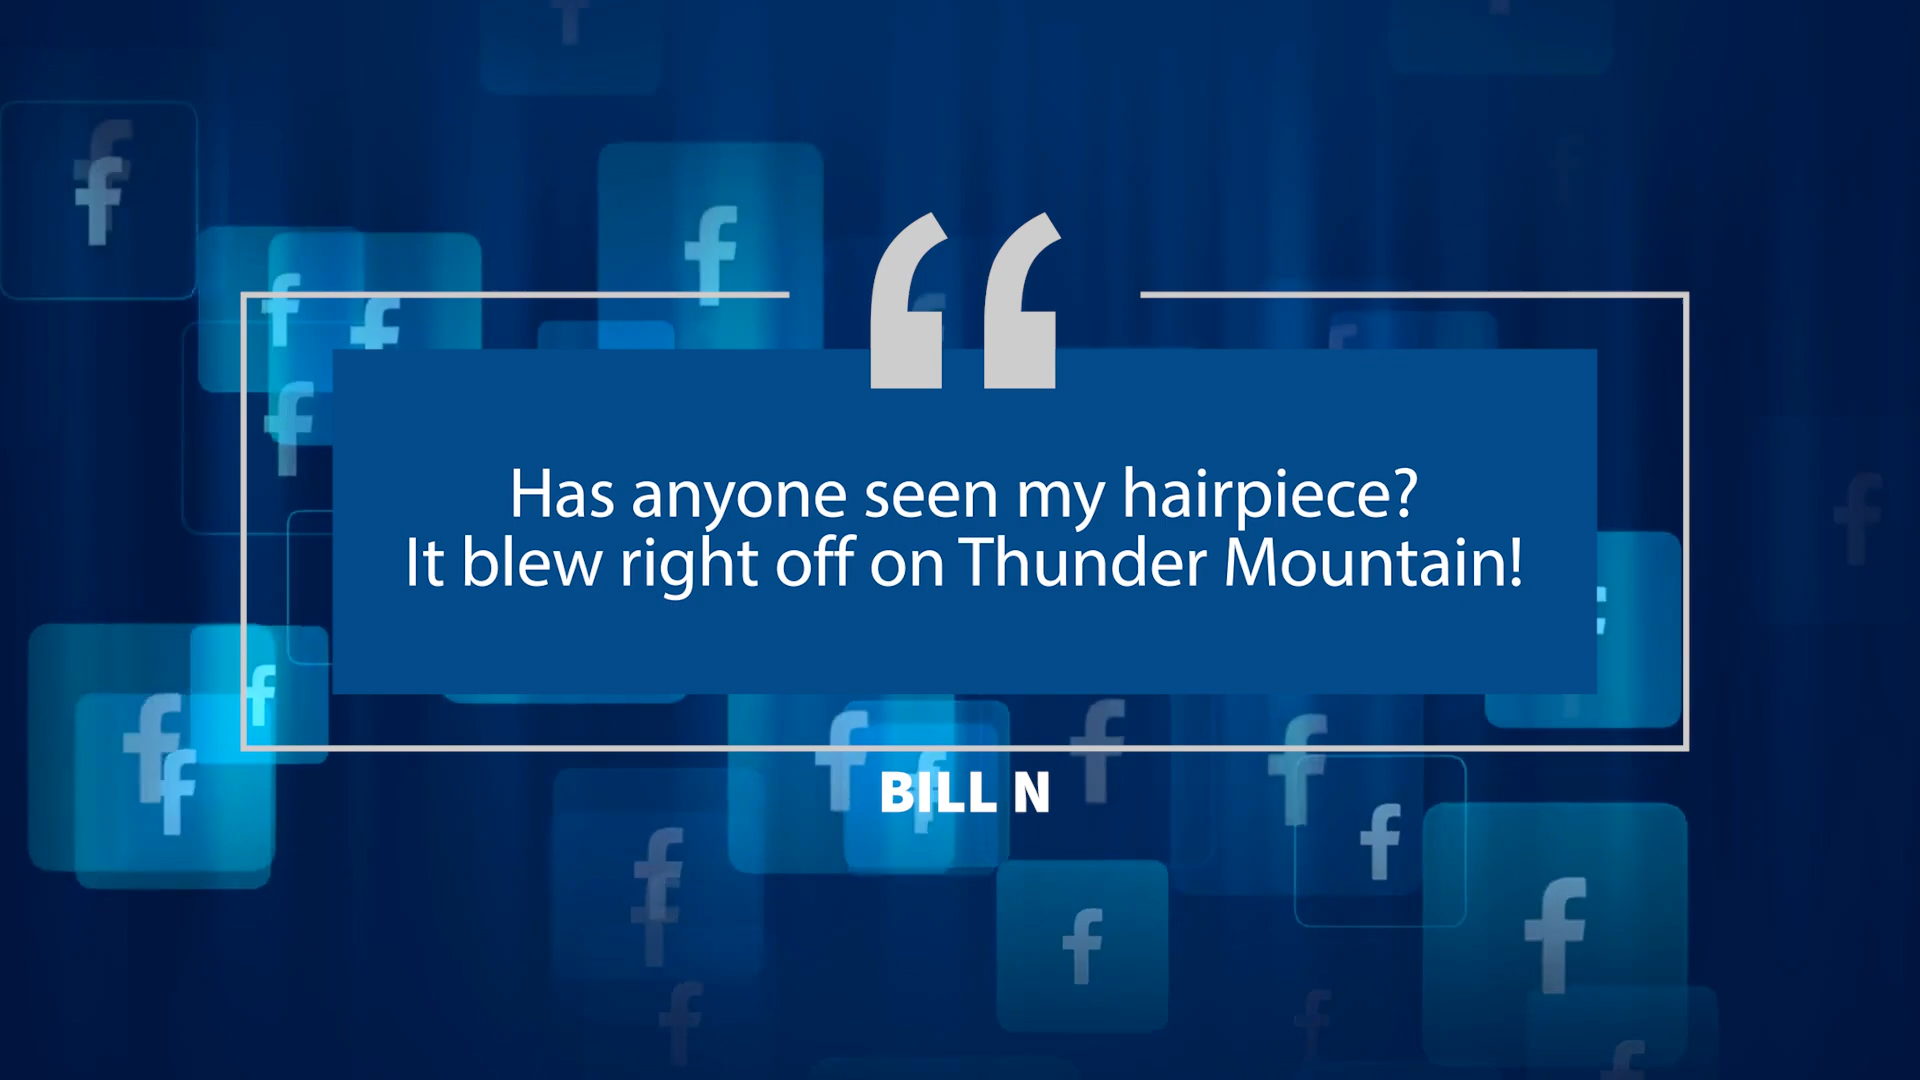 Has anyone seen my hairpiece?
It blew right off on Thunder Mountain!
BILL N